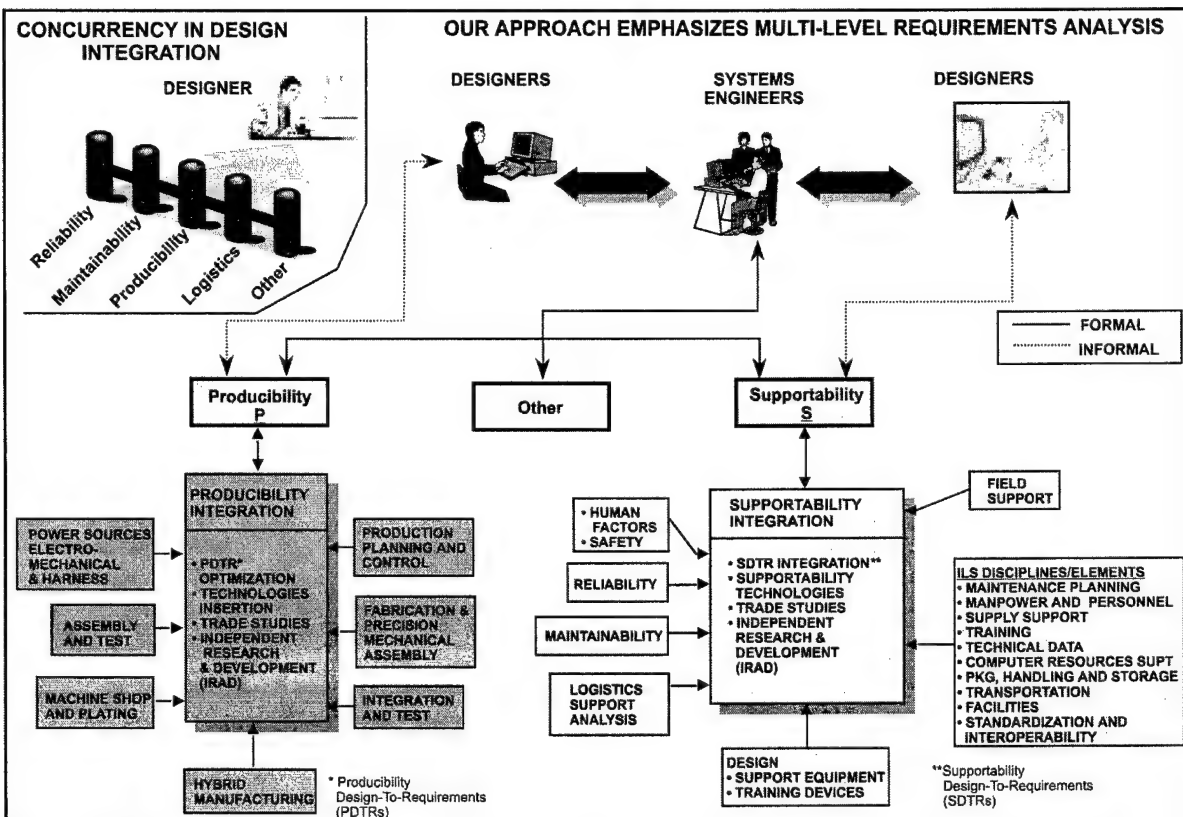 CONCURRENCY IN DESIGN
INTEGRATION
DESIGNER
Reliability
Maintainability
Producibility
Logistics
Other
OUR APPROACH EMPHASIZES MULTI-LEVEL REQUIREMENTS ANALYSIS
DESIGNERS
SYSTEMS
ENGINEERS
DESIGNERS
FORMAL
INFORMAL
Producibility
P
Other
Supportability
S
PRODUCIBILITY
INTEGRATION
• PDTR*
OPTIMIZATION
• TECHNOLOGIES
INSERTION
• TRADE STUDIES
• INDEPENDENT
RESEARCH
& DEVELOPMENT
(IRAD)
POWER SOURCES
ELECTRO-
MECHANICAL
& HARNESS
ASSEMBLY
AND TEST
MACHINE SHOP
AND PLATING
PRODUCTION
PLANNING AND
CONTROL
FABRICATION &
PRECISION
MECHANICAL
ASSEMBLY
INTEGRATION
AND TEST
HYBRID
MANUFACTURING
* Producibility
Design-To-Requirements
(PDTRs)
• HUMAN
FACTORS
• SAFETY
RELIABILITY
MAINTAINABILITY
LOGISTICS
SUPPORT
ANALYSIS
SUPPORTABILITY
INTEGRATION
• SDTR INTEGRATION**
• SUPPORTABILITY
TECHNOLOGIES
• TRADE STUDIES
• INDEPENDENT
RESEARCH &
DEVELOPMENT
(IRAD)
FIELD
SUPPORT
ILS DISCIPLINES/ELEMENTS
• MAINTENANCE PLANNING
• MANPOWER AND PERSONNEL
• SUPPLY SUPPORT
• TRAINING
• TECHNICAL DATA
• COMPUTER RESOURCES SUPT
• PKG, HANDLING AND STORAGE
• TRANSPORTATION
• FACILITIES
• STANDARDIZATION AND
INTEROPERABILITY
DESIGN
• SUPPORT EQUIPMENT
• TRAINING DEVICES
**Supportability
Design-To-Requirements
(SDTRs)